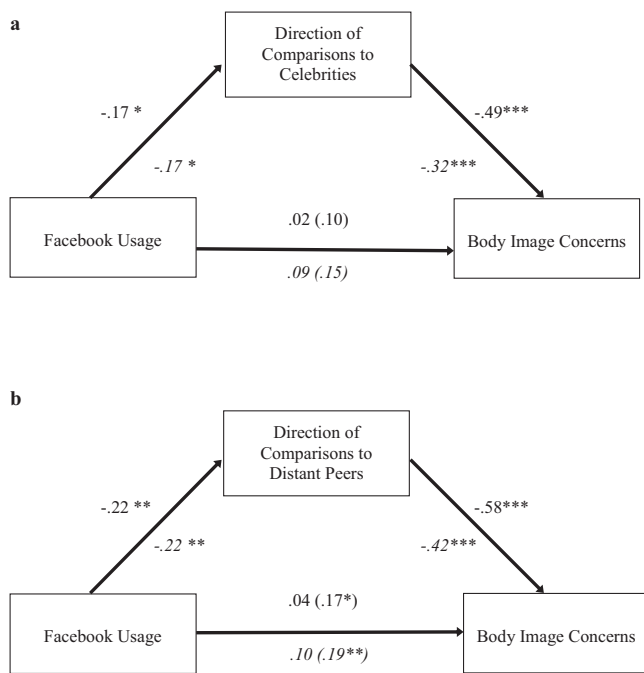 a
Direction of
Comparisons to
Celebrities
-.17 *
-.49***
-.17 *
-.32***
.02 (.10)
Facebook Usage
Body Image Concerns
.09 (.15)
b
Direction of
Comparisons to
Distant Peers
-.22 **
-.58***
-.22 **
-.42***
.04 (.17*)
Facebook Usage
Body Image Concerns
.10 (.19**)